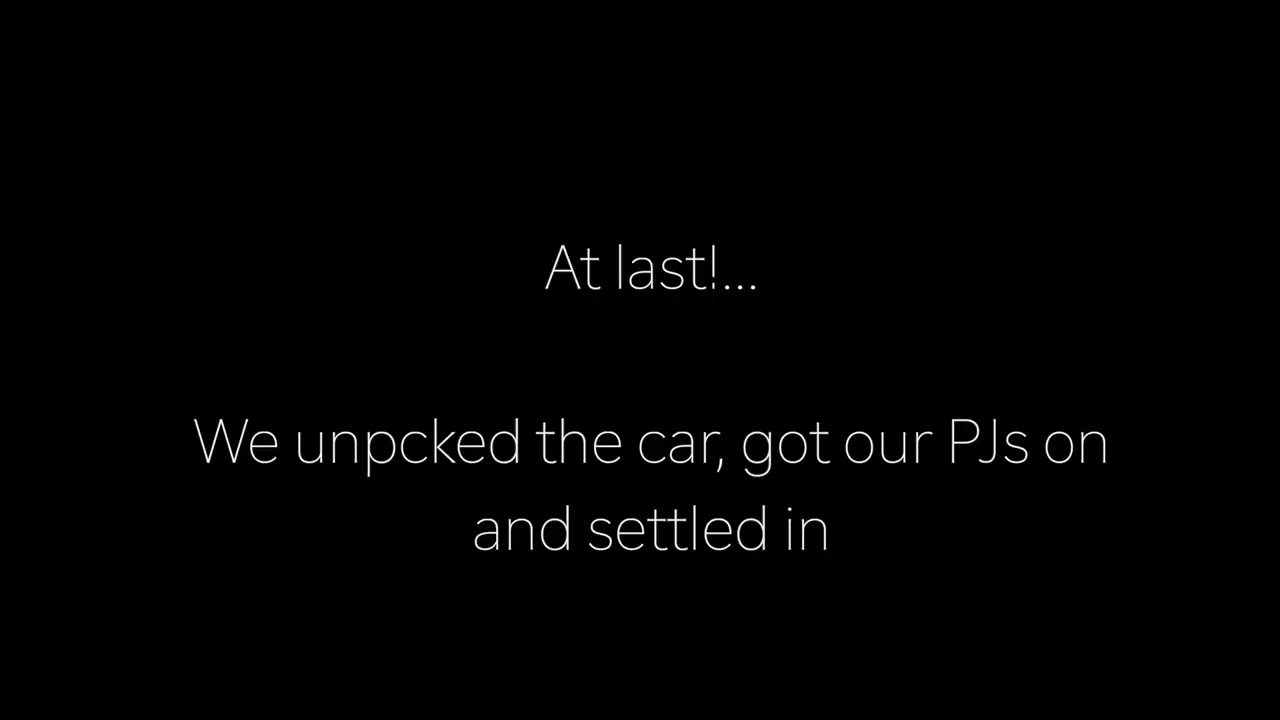 At last!...
We unpcked the car, got our PJs on
and settled in